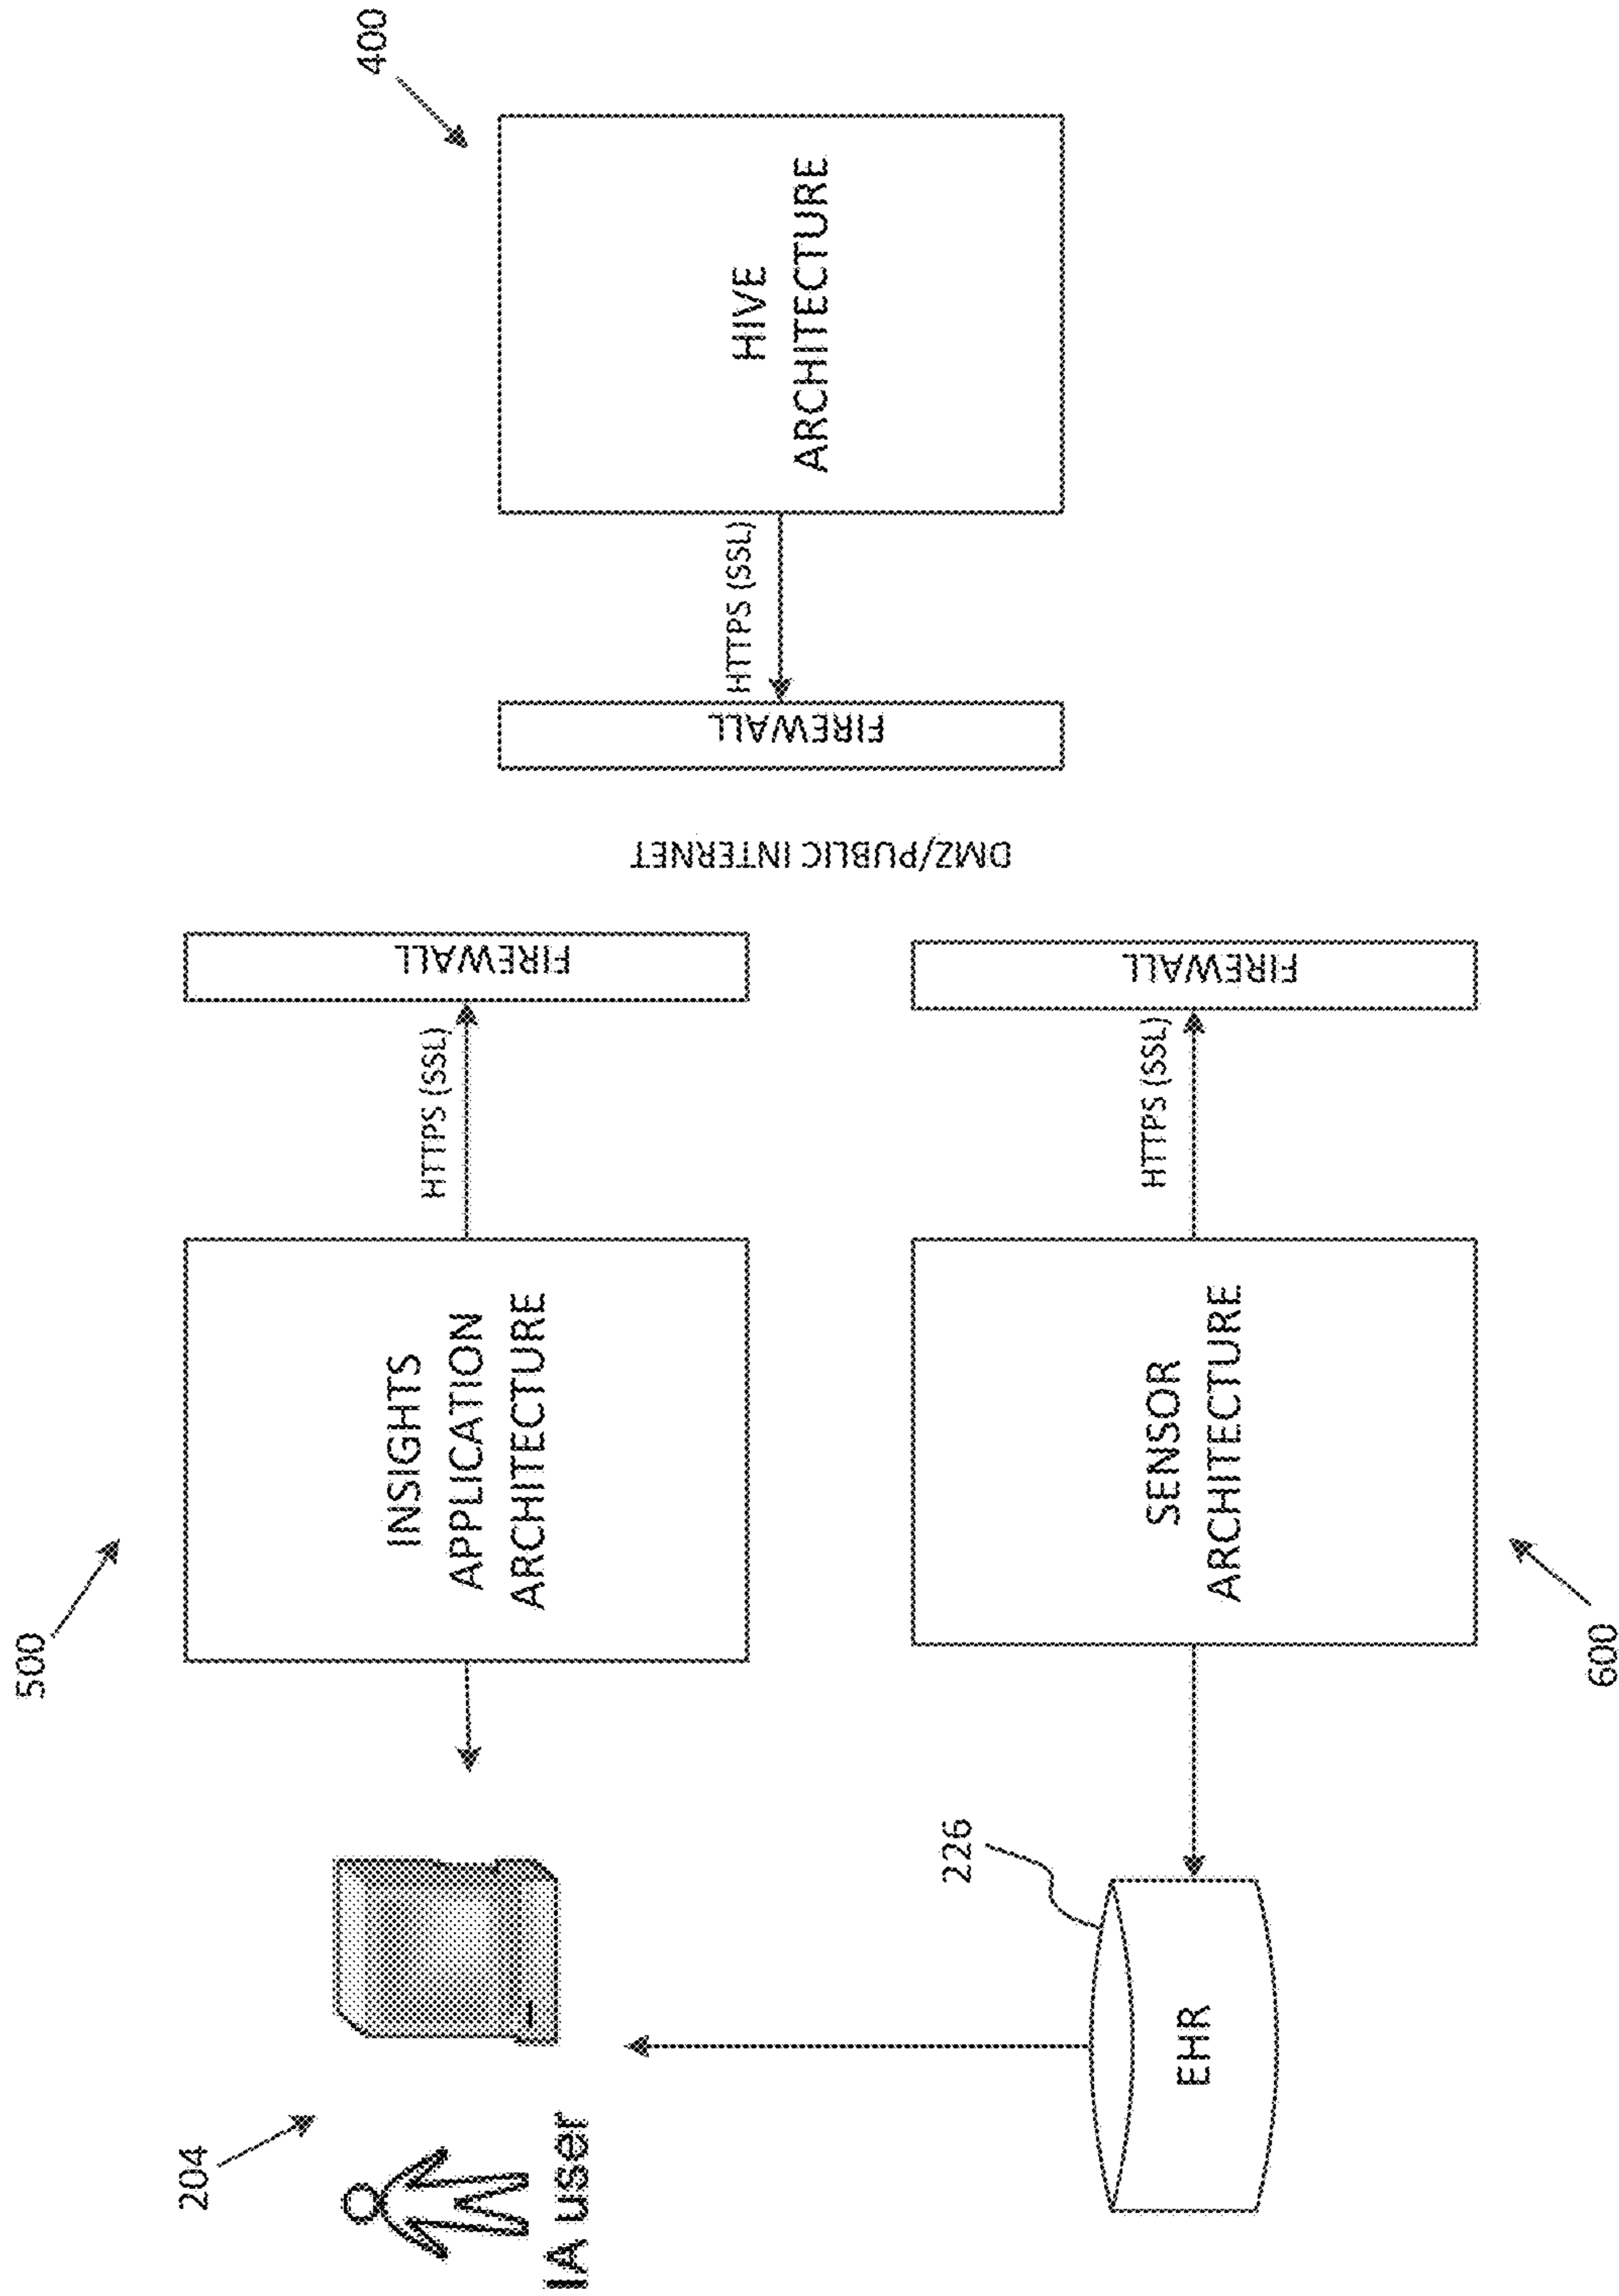 204
IA user
500
INSIGHTS
APPLICATION
ARCHITECTURE
HTTPS (SSL)
FIREWALL
226
EHR
SENSOR
ARCHITECTURE
600
HTTPS (SSL)
FIREWALL
DMZ/PUBLIC INTERNET
FIREWALL
HTTPS (SSL)
HIVE
ARCHITECTURE
400